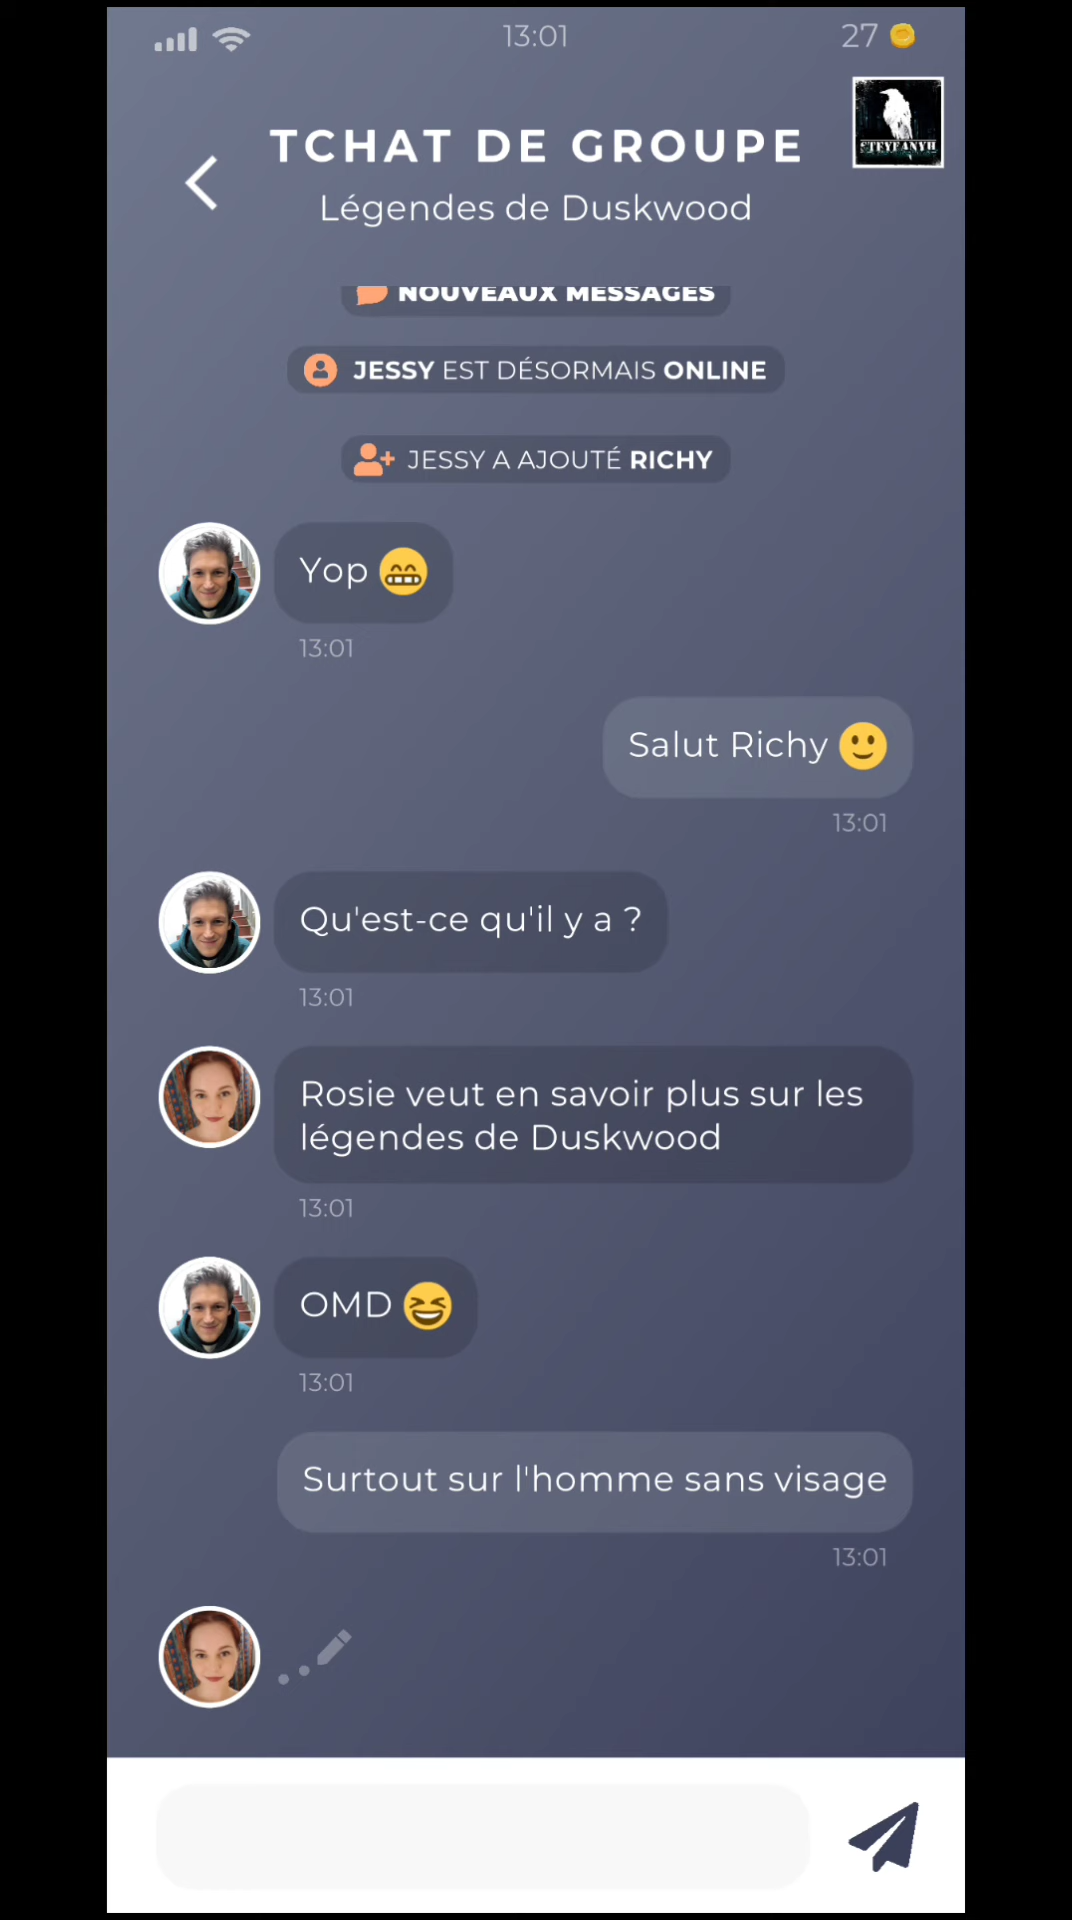 13:01
27
TCHAT DE GROUPE
STEYFANYH
Légendes de Duskwood
NOUVEAUX MESSAGES
JESSY EST DÉSORMAIS ONLINE
JESSY A AJOUTÉ RICHY
Yop 😁
13:01
Salut Richy 🙂
13:01
Qu'est-ce qu'il y a ?
13:01
Rosie veut en savoir plus sur les
légendes de Duskwood
13:01
OMD 😆
13:01
Surtout sur l'homme sans visage
13:01